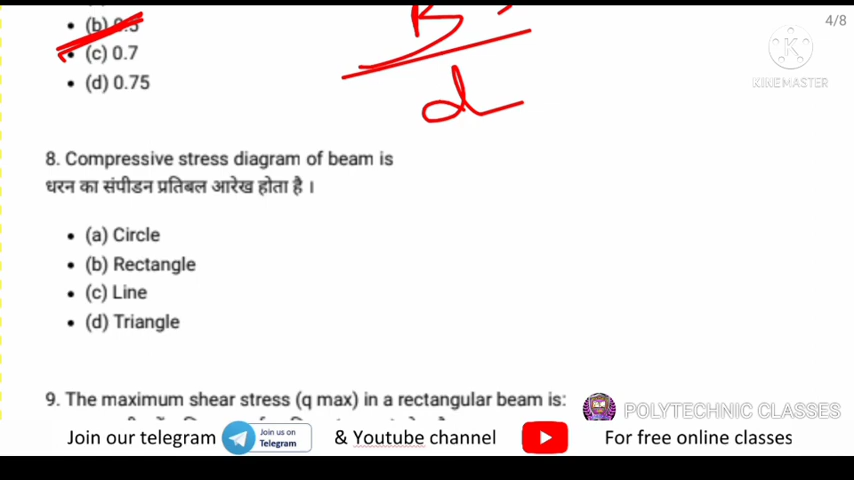 (b) 0.5
4/8
(c) 0.7
KINEMASTER
(d) 0.75
d
8. Compressive stress diagram of beam is
धरन का संपीडन प्रतिबल आरेख होता है ।
(a) Circle
(b) Rectangle
(c) Line
(d) Triangle
9. The maximum shear stress (q max) in a rectangular beam is:
POLYTECHNIC CLASSES
Join our telegram Join us on Telegram & Youtube channel For free online classes